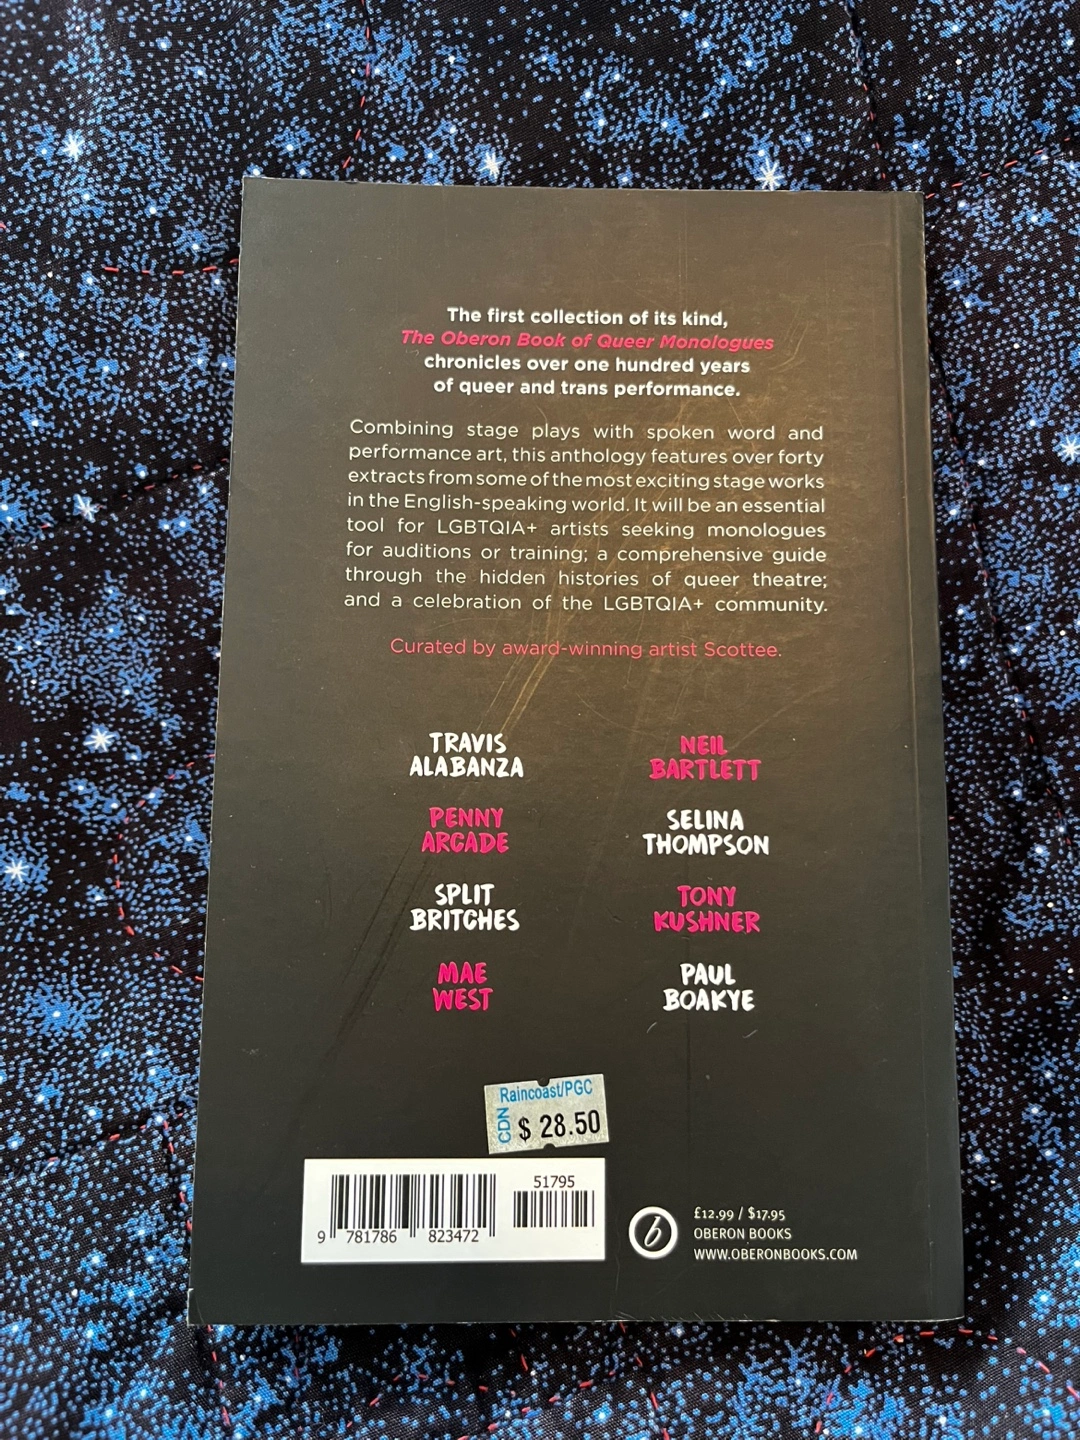 The first collection of its kind,
The Oberon Book of Queer Monologues
chronicles over one hundred years
of queer and trans performance.
Combining stage plays with spoken word and
performance art, this anthology features over forty
extracts from some of the most exciting stage works
in the English-speaking world. It will be an essential
tool for LGBTQIA+ artists seeking monologues
for auditions or training; a comprehensive guide
through the hidden histories of queer theatre;
and a celebration of the LGBTQIA+ community.
Curated by award-winning artist Scottee.
TRAVIS
ALABANZA
NEIL
BARTLETT
PENNY
ARCADE
SELINA
THOMPSON
SPLIT
BRITCHES
TONY
KUSHNER
MAE
WEST
PAUL
BOAKYE
Raincoast/PGC
CDN
$ 28.50
51795
9 781786 823472
b
£12.99 / $17.95
OBERON BOOKS
WWW.OBERONBOOKS.COM